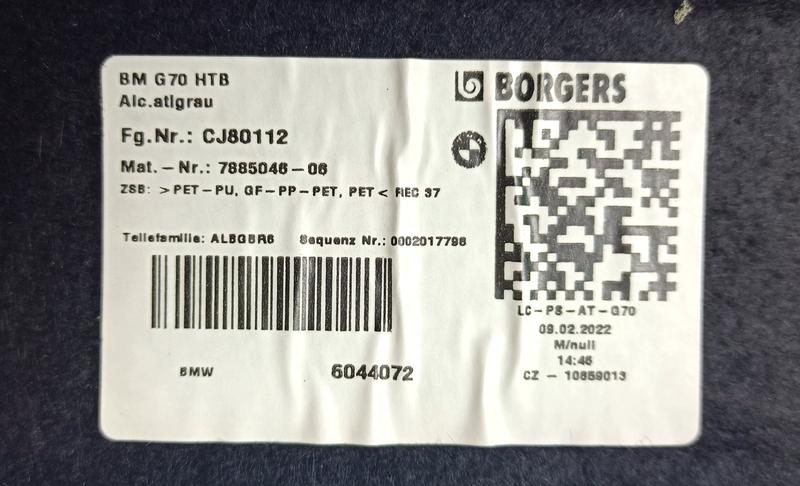 BM G70 HTB
Alc.atlgrau
BORGERS
Fg.Nr.: CJ80112
Mat.-Nr.: 7885046-06
ZSB: >PET-PU, GF-PP-PET, PET< REC 37
Teilefamilie: ALBGBR6 Sequenz Nr.: 0002017798
LC-PS-AT-G70
09.02.2022
M/null
14:46
CZ - 10859013
BMW 6044072